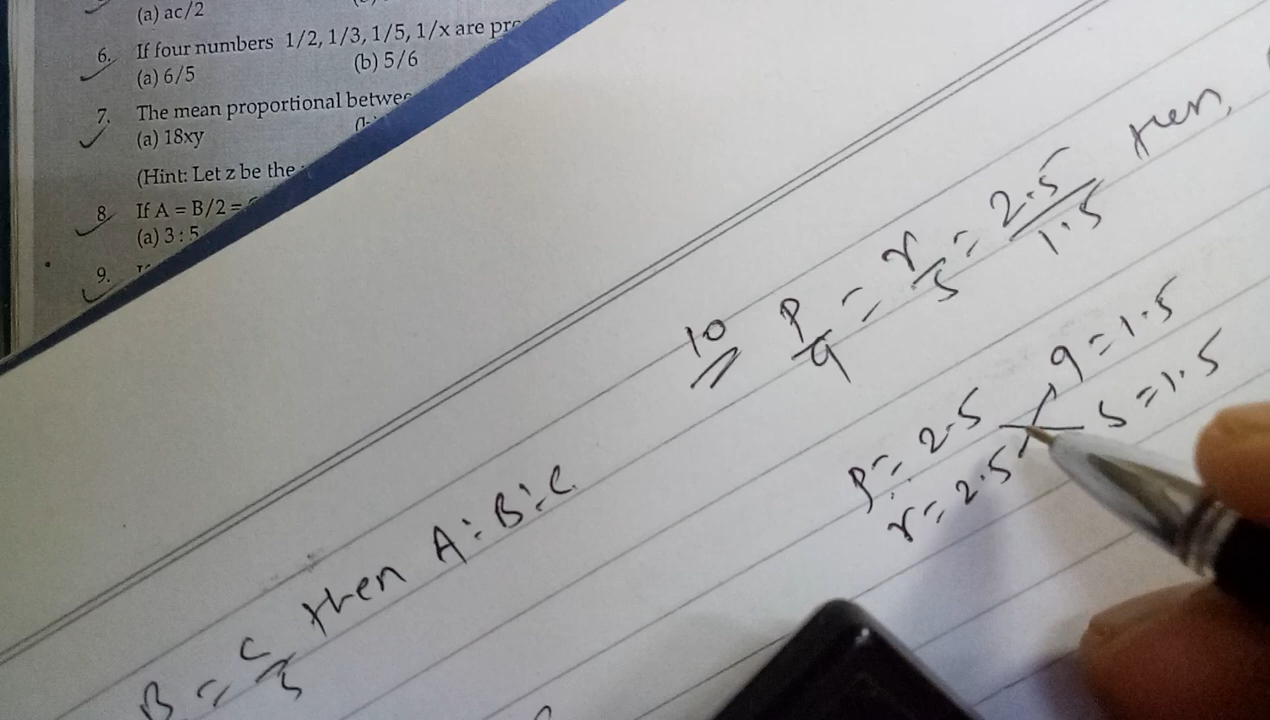 (a) ac/2
6. If four numbers 1/2, 1/3, 1/5, 1/x are pr
(a) 6/5 (b) 5/6
7. The mean proportional betwee
(a) 18xy
(Hint: Let z be the
8. If A = B/2 =
(a) 3 : 5
9.
10 p/q = r/s = 2.5/1.5 then,
p = 2.5 q = 1.5
r = 2.5 s = 1.5
B = C/5 then A:B:C